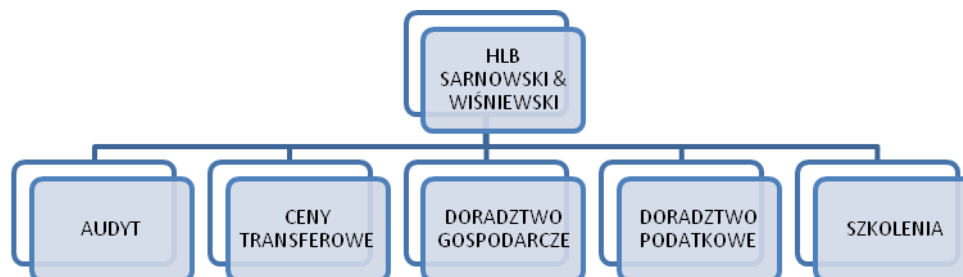 HLB
SARNOWSKI &
WIŚNIEWSKI
AUDYT
CENY
TRANSFEROWE
DORADZTWO
GOSPODARCZE
DORADZTWO
PODATKOWE
SZKOLENIA